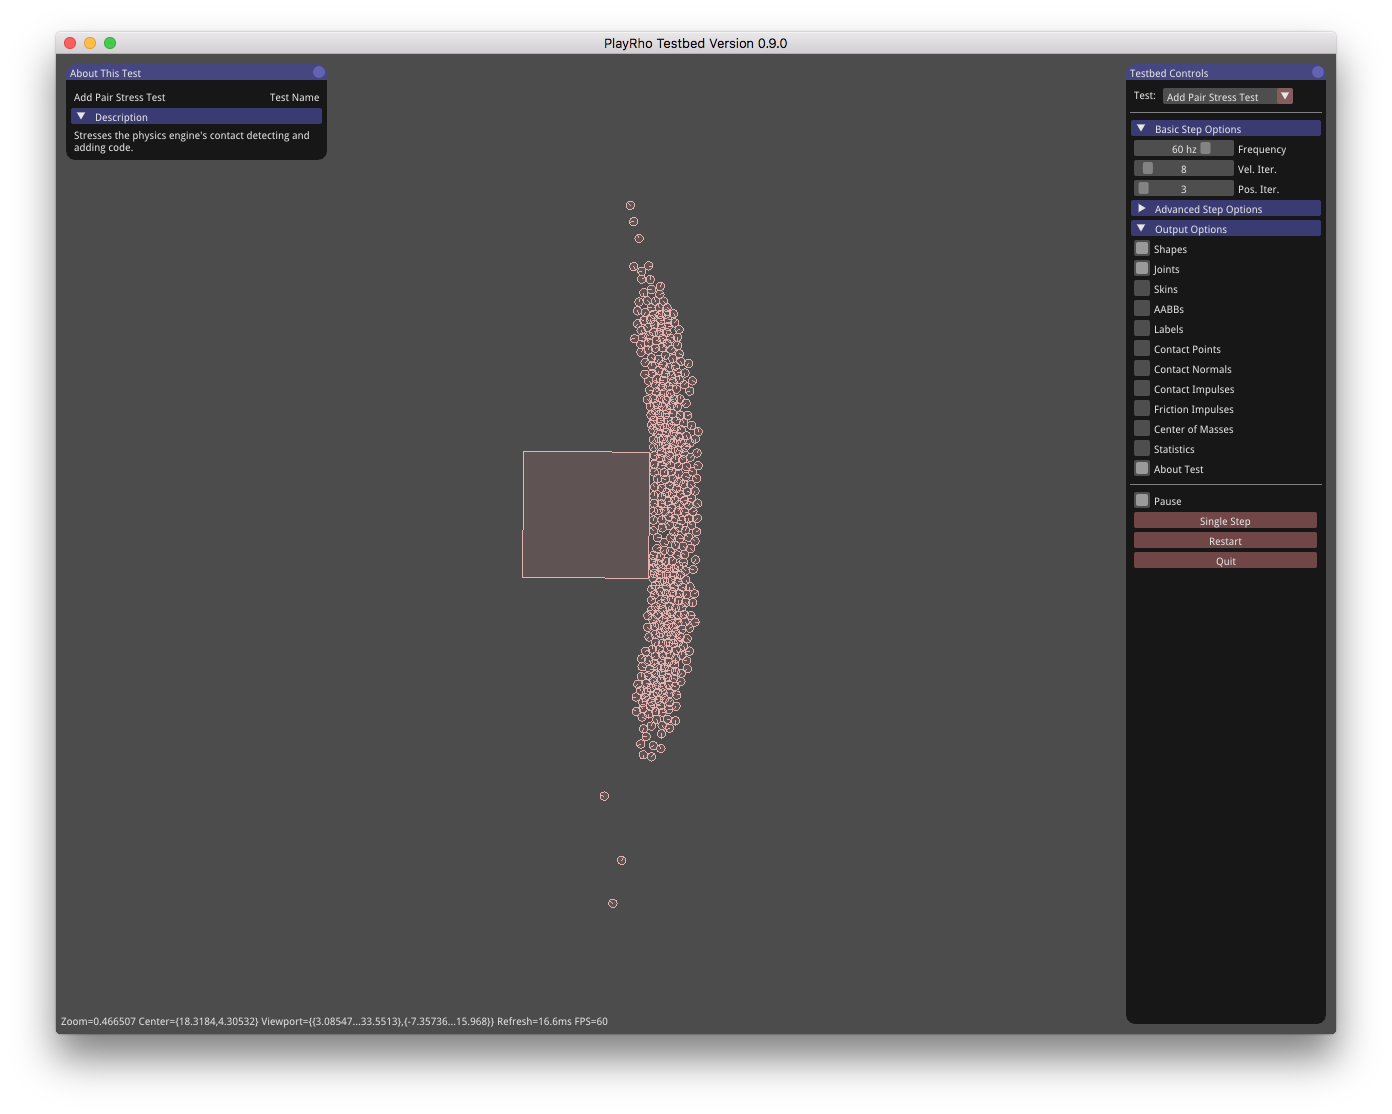 PlayRho Testbed Version 0.9.0
About This Test
Add Pair Stress Test Test Name
Description
Stresses the physics engine's contact detecting and
adding code.
Testbed Controls
Test: Add Pair Stress Test
Basic Step Options
60 hz Frequency
8 Vel. Iter.
3 Pos. Iter.
Advanced Step Options
Output Options
Shapes
Joints
Skins
AABBs
Labels
Contact Points
Contact Normals
Contact Impulses
Friction Impulses
Center of Masses
Statistics
About Test
Pause
Single Step
Restart
Quit
Zoom=0.466507 Center={18.3184,4.30532} Viewport={{3.08547...33.5513},{-7.35736...15.968}} Refresh=16.6ms FPS=60